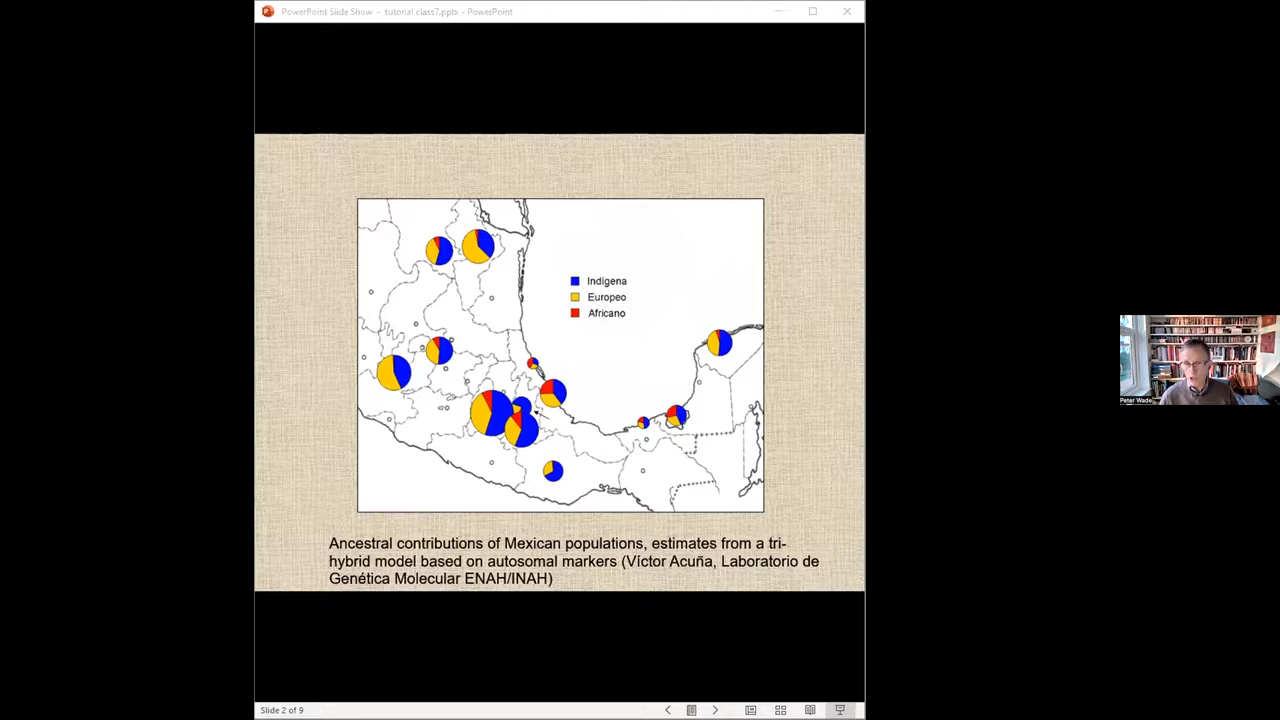 PowerPoint Slide Show - tutorial class7.pptx - PowerPoint
Indígena
Europeo
Africano
Peter Wade
Ancestral contributions of Mexican populations, estimates from a tri-
hybrid model based on autosomal markers (Víctor Acuña, Laboratorio de
Genética Molecular ENAH/INAH)
Slide 2 of 9